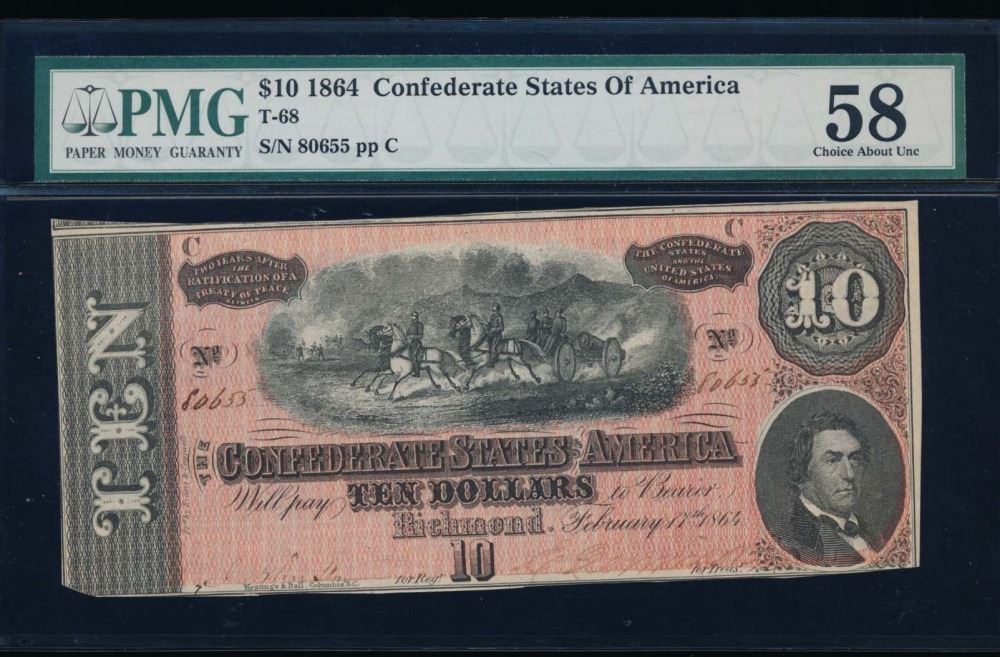 PMG
PAPER MONEY GUARANTY
$10 1864 Confederate States Of America
T-68
S/N 80655 pp C
58
Choice About Unc
C
C
TWO YEARS AFTER
THE
RATIFICATION OF A
TREATY OF PEACE
BETWEEN
THE CONFEDERATE
STATES
AND THE
UNITED STATES
OF AMERICA.
10
TEN
No
No
80655
80655
THE
CONFEDERATE STATES OF AMERICA
Will pay TEN DOLLARS to Bearer.
Richmond. February 17th 1864
10
for Regr.
for Treasr.
7
Keatinge & Ball, Columbia S.C.